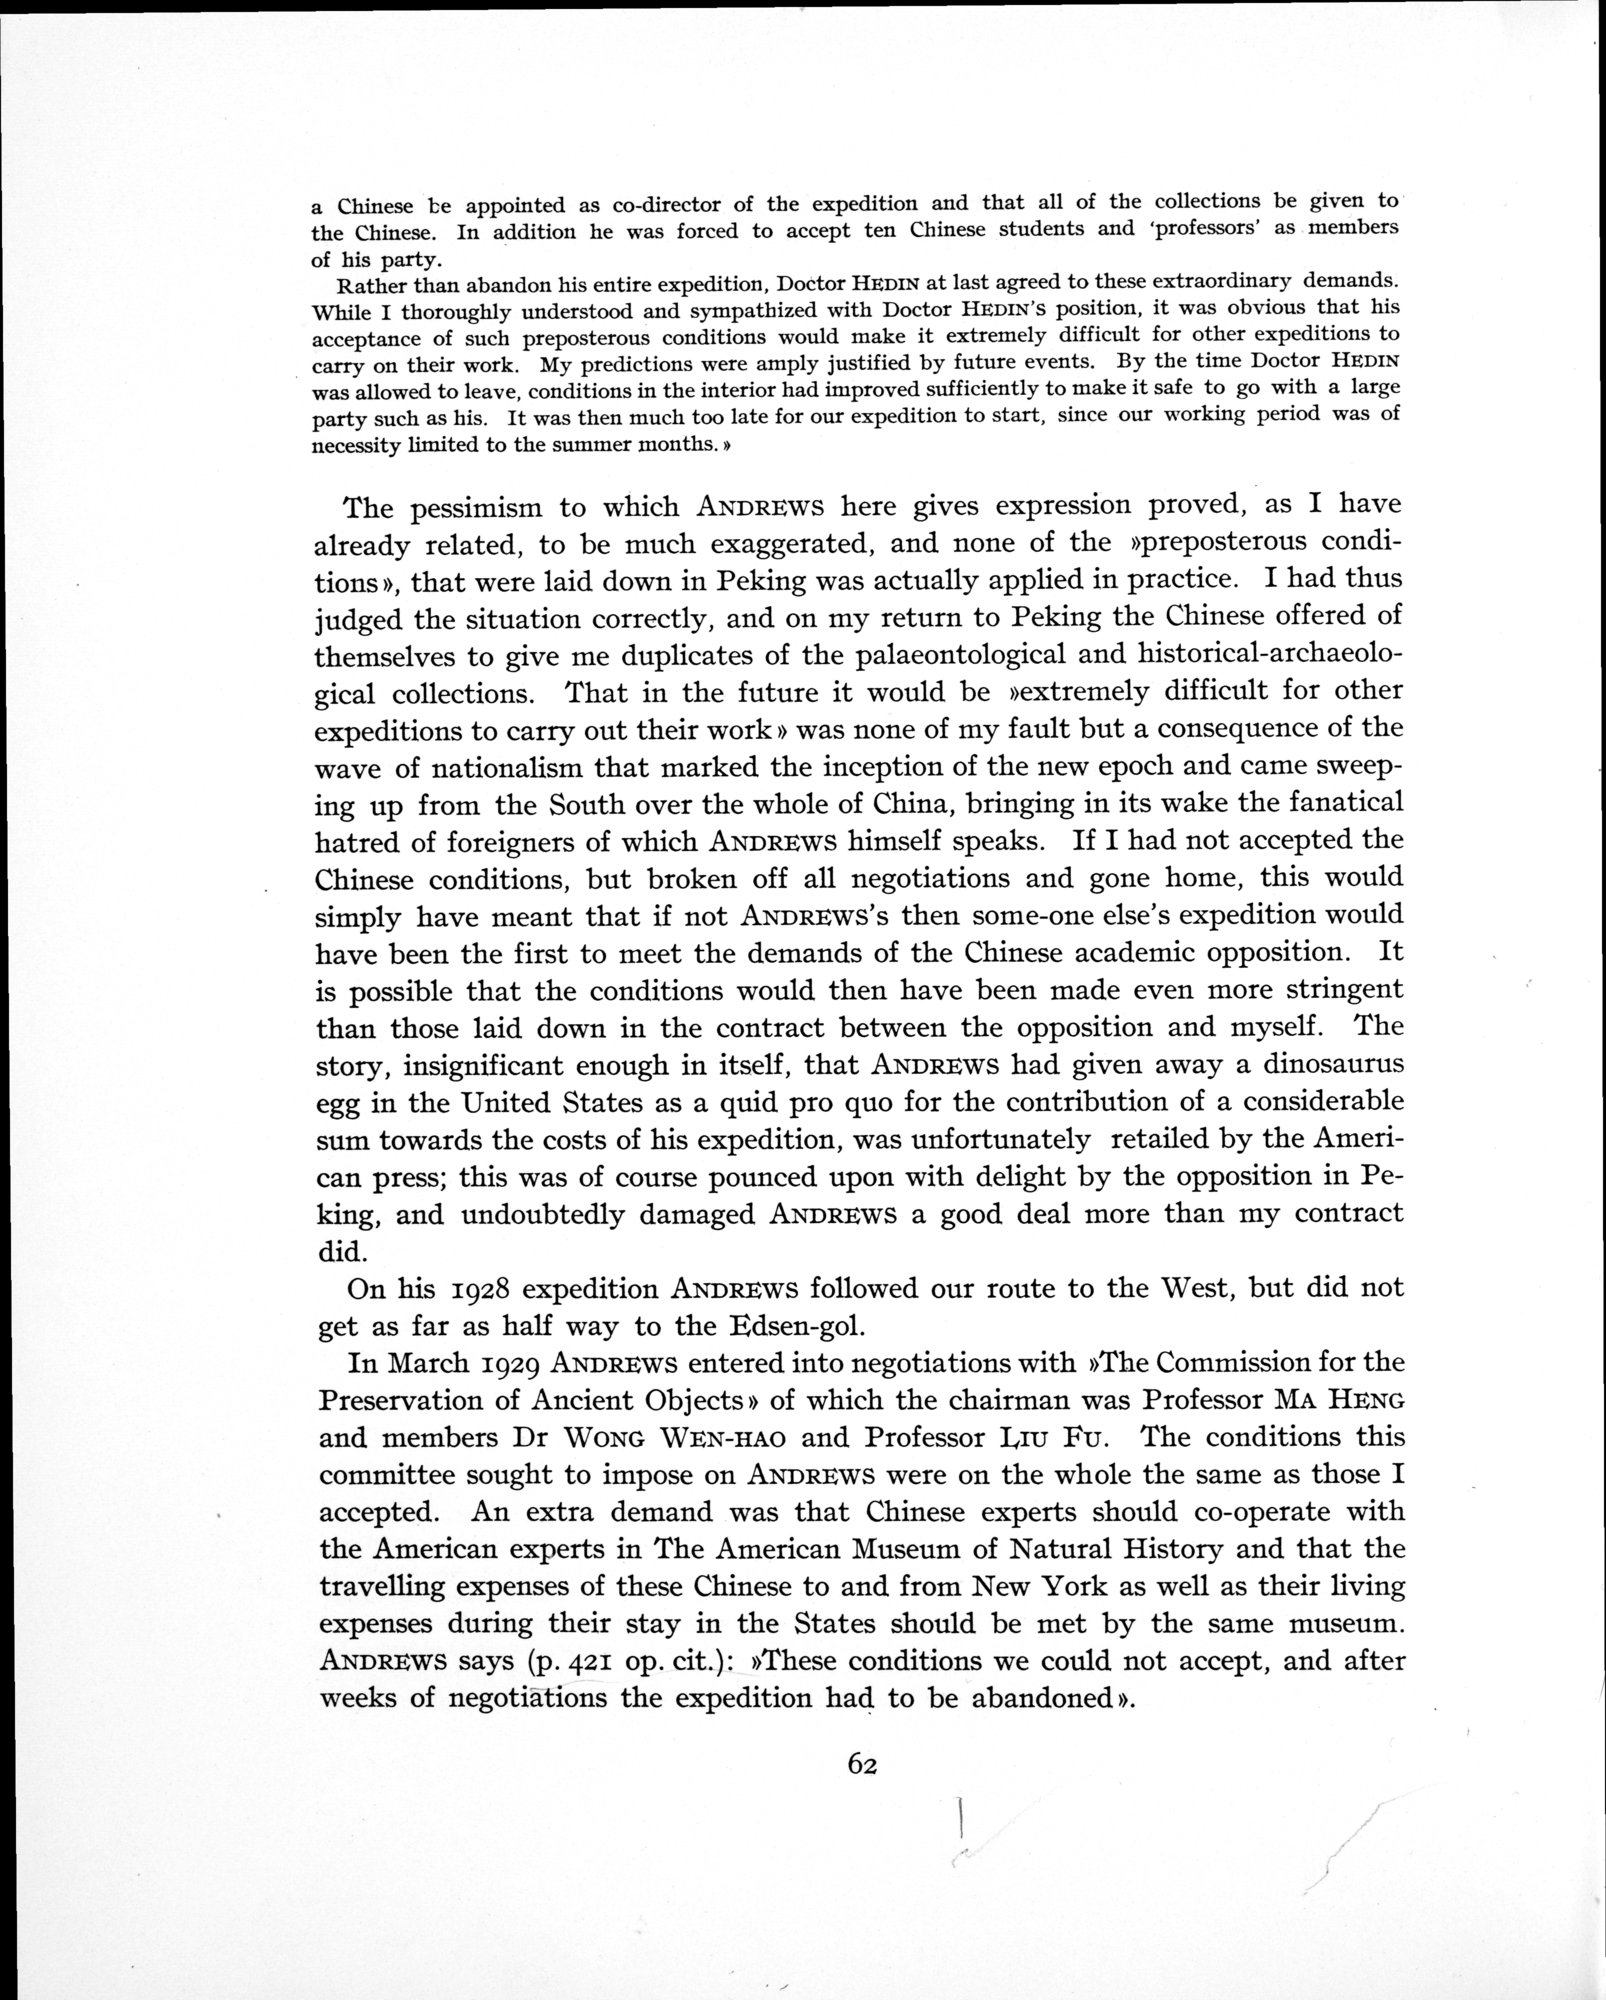 a Chinese be appointed as co-director of the expedition and that all of the collections be given to
the Chinese. In addition he was forced to accept ten Chinese students and 'professors' as members
of his party.
Rather than abandon his entire expedition, Doctor HEDIN at last agreed to these extraordinary demands.
While I thoroughly understood and sympathized with Doctor HEDIN's position, it was obvious that his
acceptance of such preposterous conditions would make it extremely difficult for other expeditions to
carry on their work. My predictions were amply justified by future events. By the time Doctor HEDIN
was allowed to leave, conditions in the interior had improved sufficiently to make it safe to go with a large
party such as his. It was then much too late for our expedition to start, since our working period was of
necessity limited to the summer months.»
The pessimism to which ANDREWS here gives expression proved, as I have
already related, to be much exaggerated, and none of the »preposterous condi-
tions», that were laid down in Peking was actually applied in practice. I had thus
judged the situation correctly, and on my return to Peking the Chinese offered of
themselves to give me duplicates of the palaeontological and historical-archaeolo-
gical collections. That in the future it would be »extremely difficult for other
expeditions to carry out their work» was none of my fault but a consequence of the
wave of nationalism that marked the inception of the new epoch and came sweep-
ing up from the South over the whole of China, bringing in its wake the fanatical
hatred of foreigners of which ANDREWS himself speaks. If I had not accepted the
Chinese conditions, but broken off all negotiations and gone home, this would
simply have meant that if not ANDREWS's then some-one else's expedition would
have been the first to meet the demands of the Chinese academic opposition. It
is possible that the conditions would then have been made even more stringent
than those laid down in the contract between the opposition and myself. The
story, insignificant enough in itself, that ANDREWS had given away a dinosaurus
egg in the United States as a quid pro quo for the contribution of a considerable
sum towards the costs of his expedition, was unfortunately retailed by the Ameri-
can press; this was of course pounced upon with delight by the opposition in Pe-
king, and undoubtedly damaged ANDREWS a good deal more than my contract
did.
On his 1928 expedition ANDREWS followed our route to the West, but did not
get as far as half way to the Edsen-gol.
In March 1929 ANDREWS entered into negotiations with »The Commission for the
Preservation of Ancient Objects» of which the chairman was Professor MA HENG
and members Dr WONG WEN-HAO and Professor LIU FU. The conditions this
committee sought to impose on ANDREWS were on the whole the same as those I
accepted. An extra demand was that Chinese experts should co-operate with
the American experts in The American Museum of Natural History and that the
travelling expenses of these Chinese to and from New York as well as their living
expenses during their stay in the States should be met by the same museum.
ANDREWS says (p. 421 op. cit.): »These conditions we could not accept, and after
weeks of negotiations the expedition had to be abandoned».
62